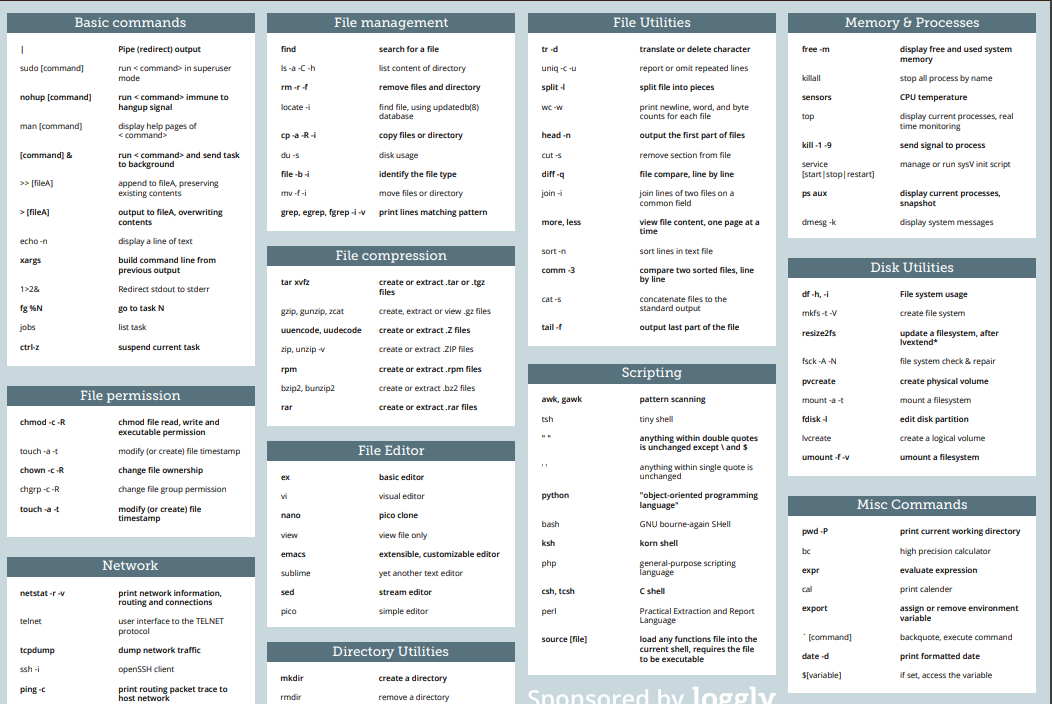 Basic commands
| Pipe (redirect) output
sudo [command] run < command> in superuser
mode
nohup [command] run < command> immune to
hangup signal
man [command] display help pages of
< command>
[command] & run < command> and send task
to background
>> [fileA] append to fileA, preserving
existing contents
> [fileA] output to fileA, overwriting
contents
echo -n display a line of text
xargs build command line from
previous output
1>2& Redirect stdout to stderr
fg %N go to task N
jobs list task
ctrl-z suspend current task
File permission
chmod -c -R chmod file read, write and
executable permission
touch -a -t modify (or create) file timestamp
chown -c -R change file ownership
chgrp -c -R change file group permission
touch -a -t modify (or create) file
timestamp
Network
netstat -r -v print network information,
routing and connections
telnet user interface to the TELNET
protocol
tcpdump dump network traffic
ssh -i openSSH client
ping -c print routing packet trace to
host network
File management
find search for a file
ls -a -C -h list content of directory
rm -r -f remove files and directory
locate -i find file, using updatedb(8)
database
cp -a -R -i copy files or directory
du -s disk usage
file -b -i identify the file type
mv -f -i move files or directory
grep, egrep, fgrep -i -v print lines matching pattern
File compression
tar xvfz create or extract .tar or .tgz
files
gzip, gunzip, zcat create, extract or view .gz files
uuencode, uudecode create or extract .Z files
zip, unzip -v create or extract .ZIP files
rpm create or extract .rpm files
bzip2, bunzip2 create or extract .bz2 files
rar create or extract .rar files
File Editor
ex basic editor
vi visual editor
nano pico clone
view view file only
emacs extensible, customizable editor
sublime yet another text editor
sed stream editor
pico simple editor
Directory Utilities
mkdir create a directory
rmdir remove a directory
File Utilities
tr -d translate or delete character
uniq -c -u report or omit repeated lines
split -l split file into pieces
wc -w print newline, word, and byte
counts for each file
head -n output the first part of files
cut -s remove section from file
diff -q file compare, line by line
join -i join lines of two files on a
common field
more, less view file content, one page at a
time
sort -n sort lines in text file
comm -3 compare two sorted files, line
by line
cat -s concatenate files to the
standard output
tail -f output last part of the file
Scripting
awk, gawk pattern scanning
tsh tiny shell
" " anything within double quotes
is unchanged except \ and $
' ' anything within single quote is
unchanged
python "object-oriented programming
language"
bash GNU bourne-again SHell
ksh korn shell
php general-purpose scripting
language
csh, tcsh C shell
perl Practical Extraction and Report
Language
source [file] load any functions file into the
current shell, requires the file
to be executable
Sponsored by loggly
Memory & Processes
free -m display free and used system
memory
killall stop all process by name
sensors CPU temperature
top display current processes, real
time monitoring
kill -1 -9 send signal to process
service manage or run sysV init script
[start|stop|restart]
ps aux display current processes,
snapshot
dmesg -k display system messages
Disk Utilities
df -h, -i File system usage
mkfs -t -V create file system
resize2fs update a filesystem, after
lvextend*
fsck -A -N file system check & repair
pvcreate create physical volume
mount -a -t mount a filesystem
fdisk -l edit disk partition
lvcreate create a logical volume
umount -f -v umount a filesystem
Misc Commands
pwd -P print current working directory
bc high precision calculator
expr evaluate expression
cal print calender
export assign or remove environment
variable
` [command] backquote, execute command
date -d print formatted date
$[variable] if set, access the variable